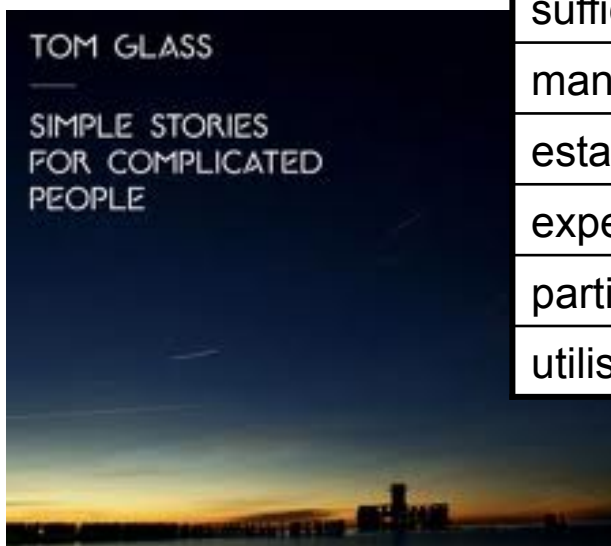 TOM GLASS
SIMPLE STORIES
FOR COMPLICATED
PEOPLE
suffi
man
esta
expe
parti
utilis